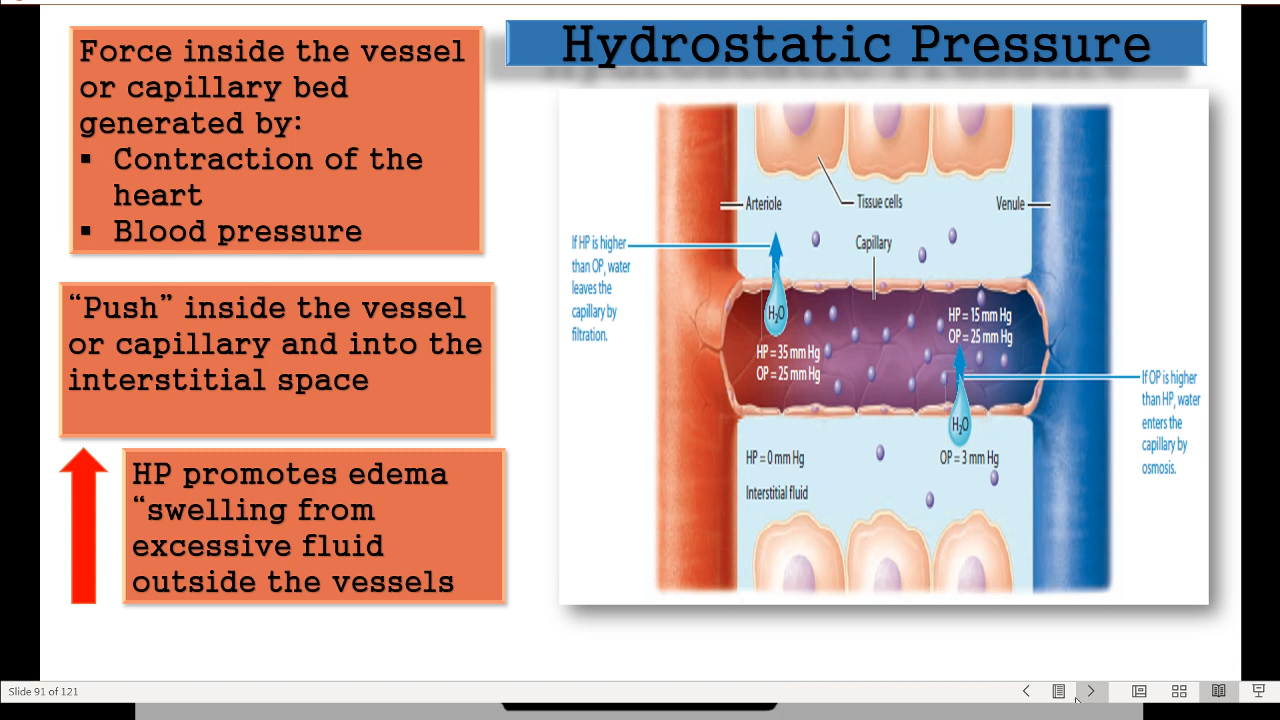 Hydrostatic Pressure
Force inside the vessel
or capillary bed
generated by:
▪ Contraction of the
heart
▪ Blood pressure
“Push” inside the vessel
or capillary and into the
interstitial space
HP promotes edema
“swelling from
excessive fluid
outside the vessels
Arteriole
Tissue cells
Venule
Capillary
If HP is higher
than OP, water
leaves the
capillary by
filtration.
H₂O
HP = 35 mm Hg
OP = 25 mm Hg
HP = 15 mm Hg
OP = 25 mm Hg
If OP is higher
than HP, water
enters the
capillary by
osmosis.
H₂O
HP = 0 mm Hg
OP = 3 mm Hg
Interstitial fluid
Slide 91 of 121